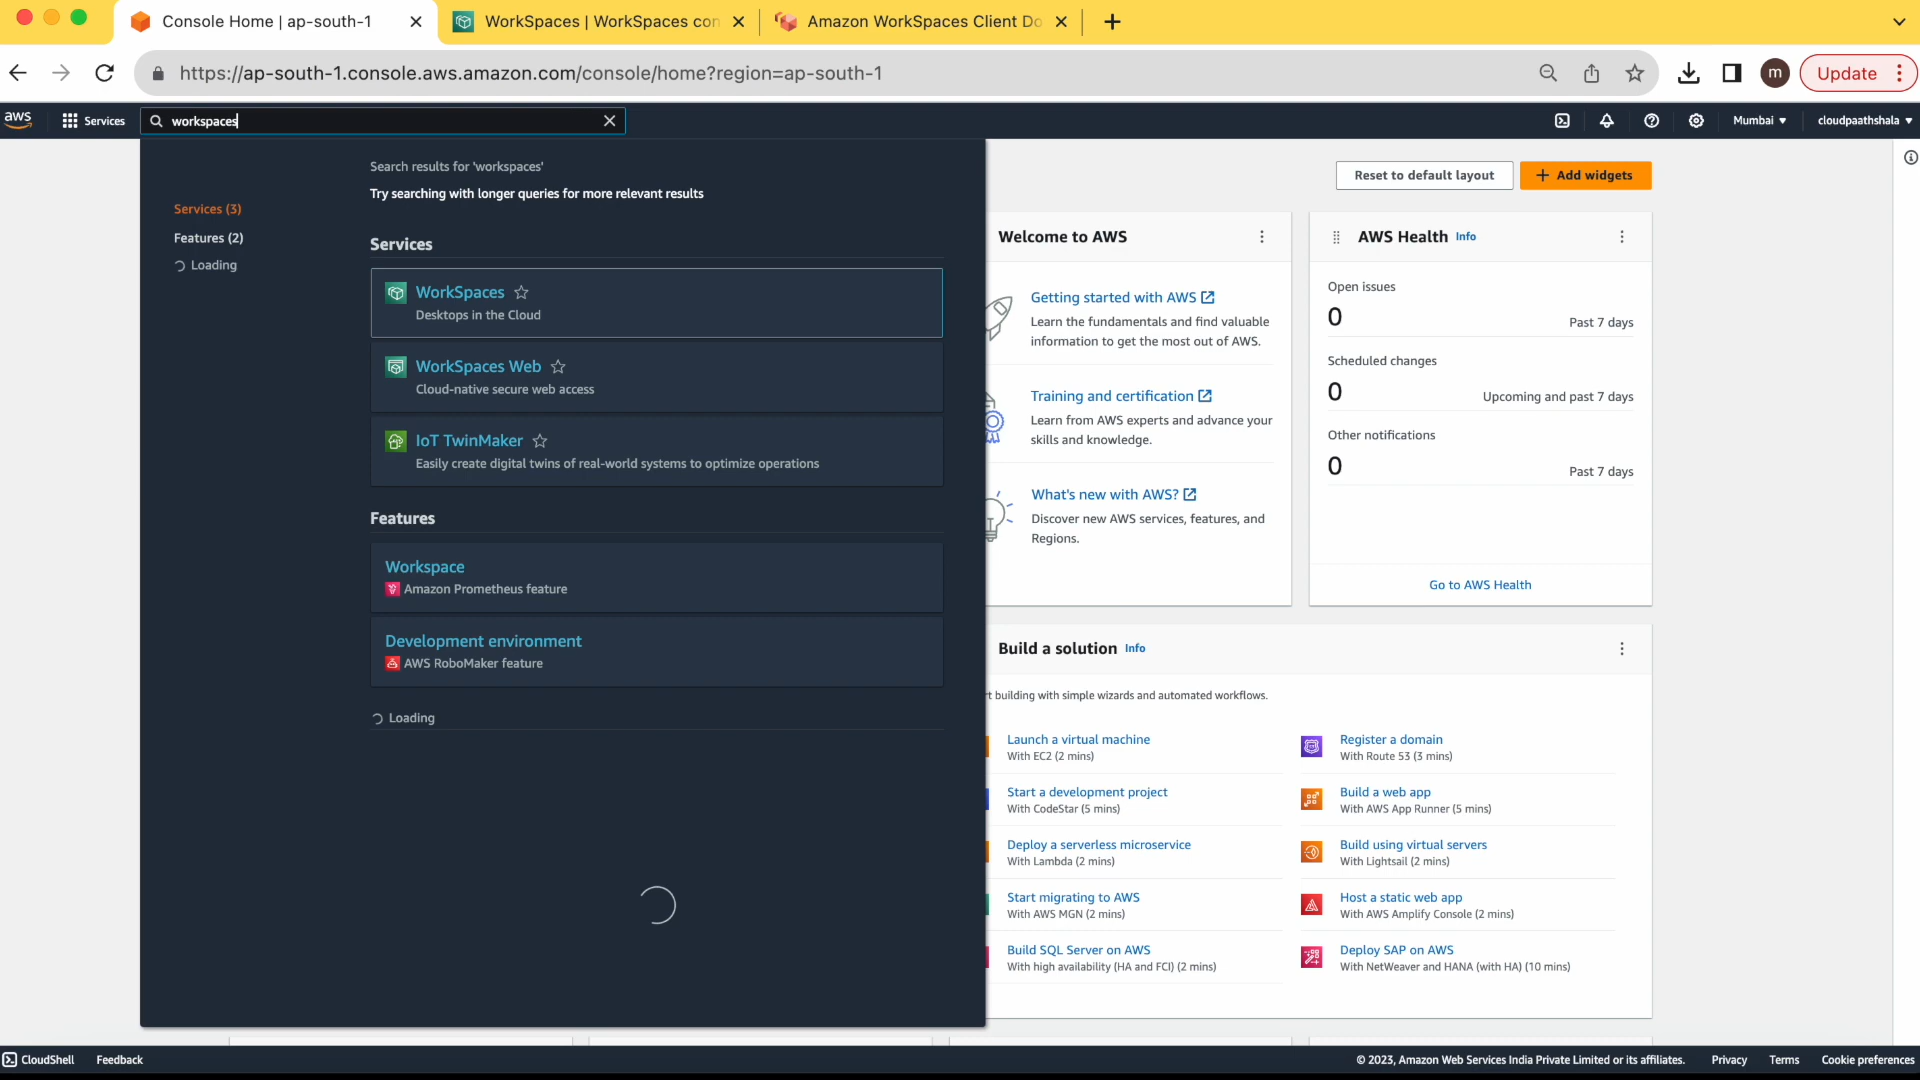 Console Home | ap-south-1
WorkSpaces | WorkSpaces con
Amazon WorkSpaces Client Do
https://ap-south-1.console.aws.amazon.com/console/home?region=ap-south-1
m
Update
aws
Services
workspaces
Mumbai
cloudpaathshala
Search results for 'workspaces'
Try searching with longer queries for more relevant results
Services (3)
Features (2)
Loading
Services
WorkSpaces
Desktops in the Cloud
WorkSpaces Web
Cloud-native secure web access
IoT TwinMaker
Easily create digital twins of real-world systems to optimize operations
Features
Workspace
Amazon Prometheus feature
Development environment
AWS RoboMaker feature
Loading
Reset to default layout
Add widgets
Welcome to AWS
Getting started with AWS
Learn the fundamentals and find valuable
information to get the most out of AWS.
Training and certification
Learn from AWS experts and advance your
skills and knowledge.
What's new with AWS?
Discover new AWS services, features, and
Regions.
AWS Health Info
Open issues
0
Past 7 days
Scheduled changes
0
Upcoming and past 7 days
Other notifications
0
Past 7 days
Go to AWS Health
Build a solution Info
rt building with simple wizards and automated workflows.
Launch a virtual machine
With EC2 (2 mins)
Start a development project
With CodeStar (5 mins)
Deploy a serverless microservice
With Lambda (2 mins)
Start migrating to AWS
With AWS MGN (2 mins)
Build SQL Server on AWS
With high availability (HA and FCI) (2 mins)
Register a domain
With Route 53 (3 mins)
Build a web app
With AWS App Runner (5 mins)
Build using virtual servers
With Lightsail (2 mins)
Host a static web app
With AWS Amplify Console (2 mins)
Deploy SAP on AWS
With NetWeaver and HANA (with HA) (10 mins)
CloudShell
Feedback
© 2023, Amazon Web Services India Private Limited or its affiliates.
Privacy
Terms
Cookie preferences